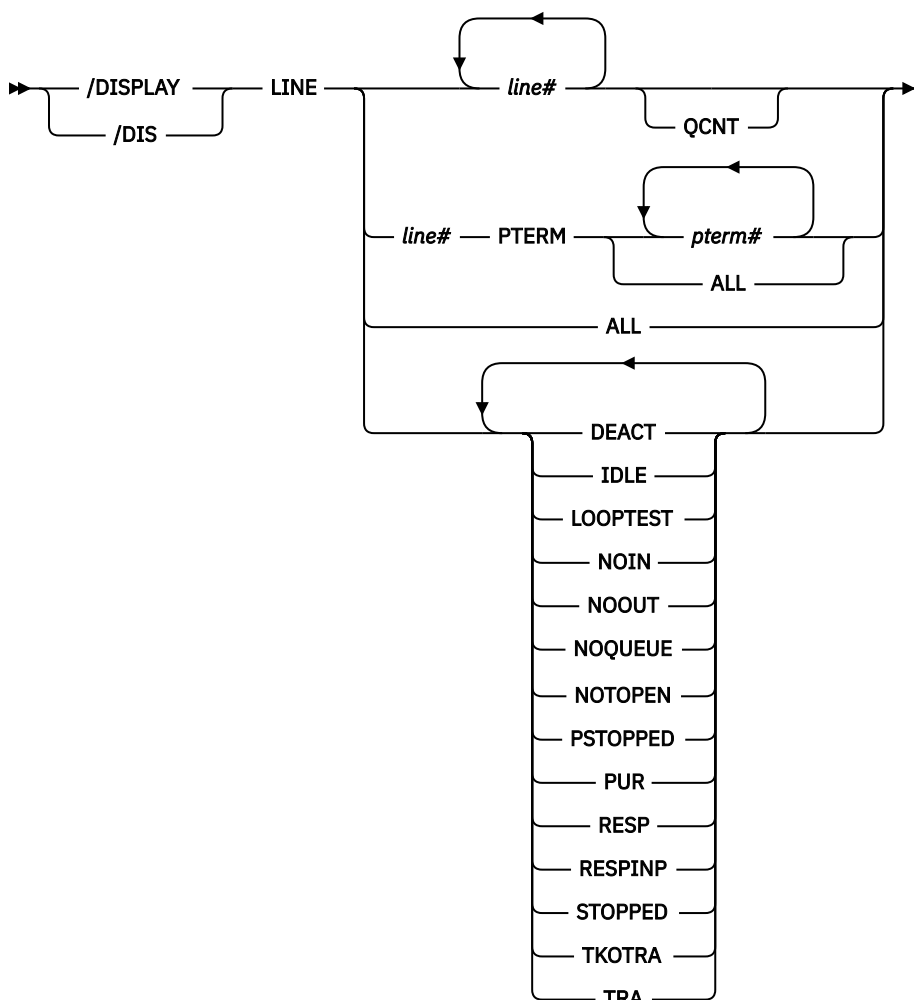 line#
/DISPLAY LINE
/DIS
QCNT
line# PTERM pterm#
ALL
ALL
DEACT
IDLE
LOOPTEST
NOIN
NOOUT
NOQUEUE
NOTOPEN
PSTOPPED
PUR
RESP
RESPINP
STOPPED
TKOTRA
TRA